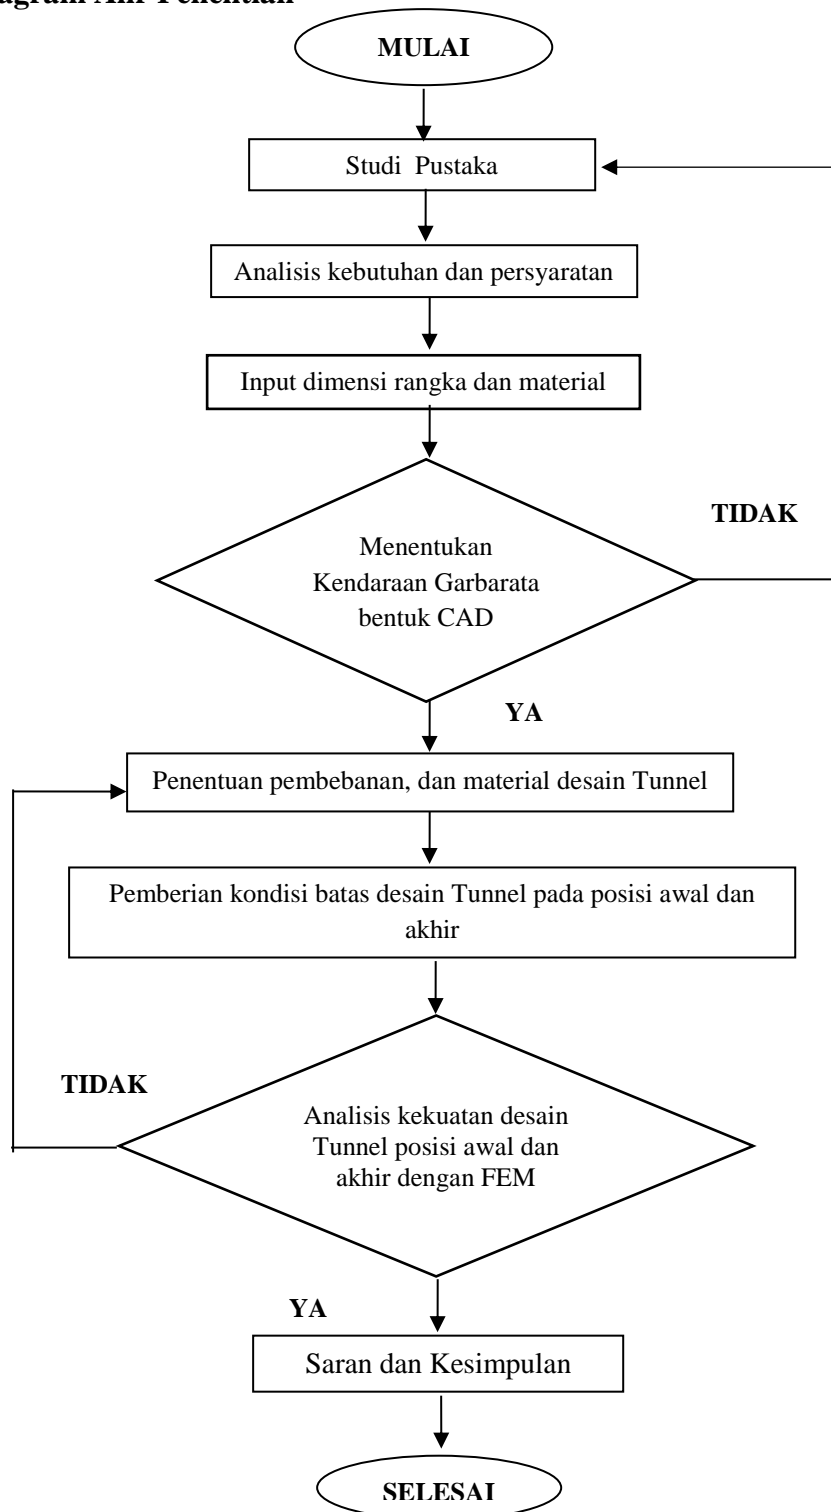 Diagram Alir Penelitian
MULAI
Studi Pustaka
Analisis kebutuhan dan persyaratan
Input dimensi rangka dan material
TIDAK
Menentukan
Kendaraan Garbarata
bentuk CAD
YA
Penentuan pembebanan, dan material desain Tunnel
Pemberian kondisi batas desain Tunnel pada posisi awal dan
akhir
TIDAK
Analisis kekuatan desain
Tunnel posisi awal dan
akhir dengan FEM
YA
Saran dan Kesimpulan
SELESAI